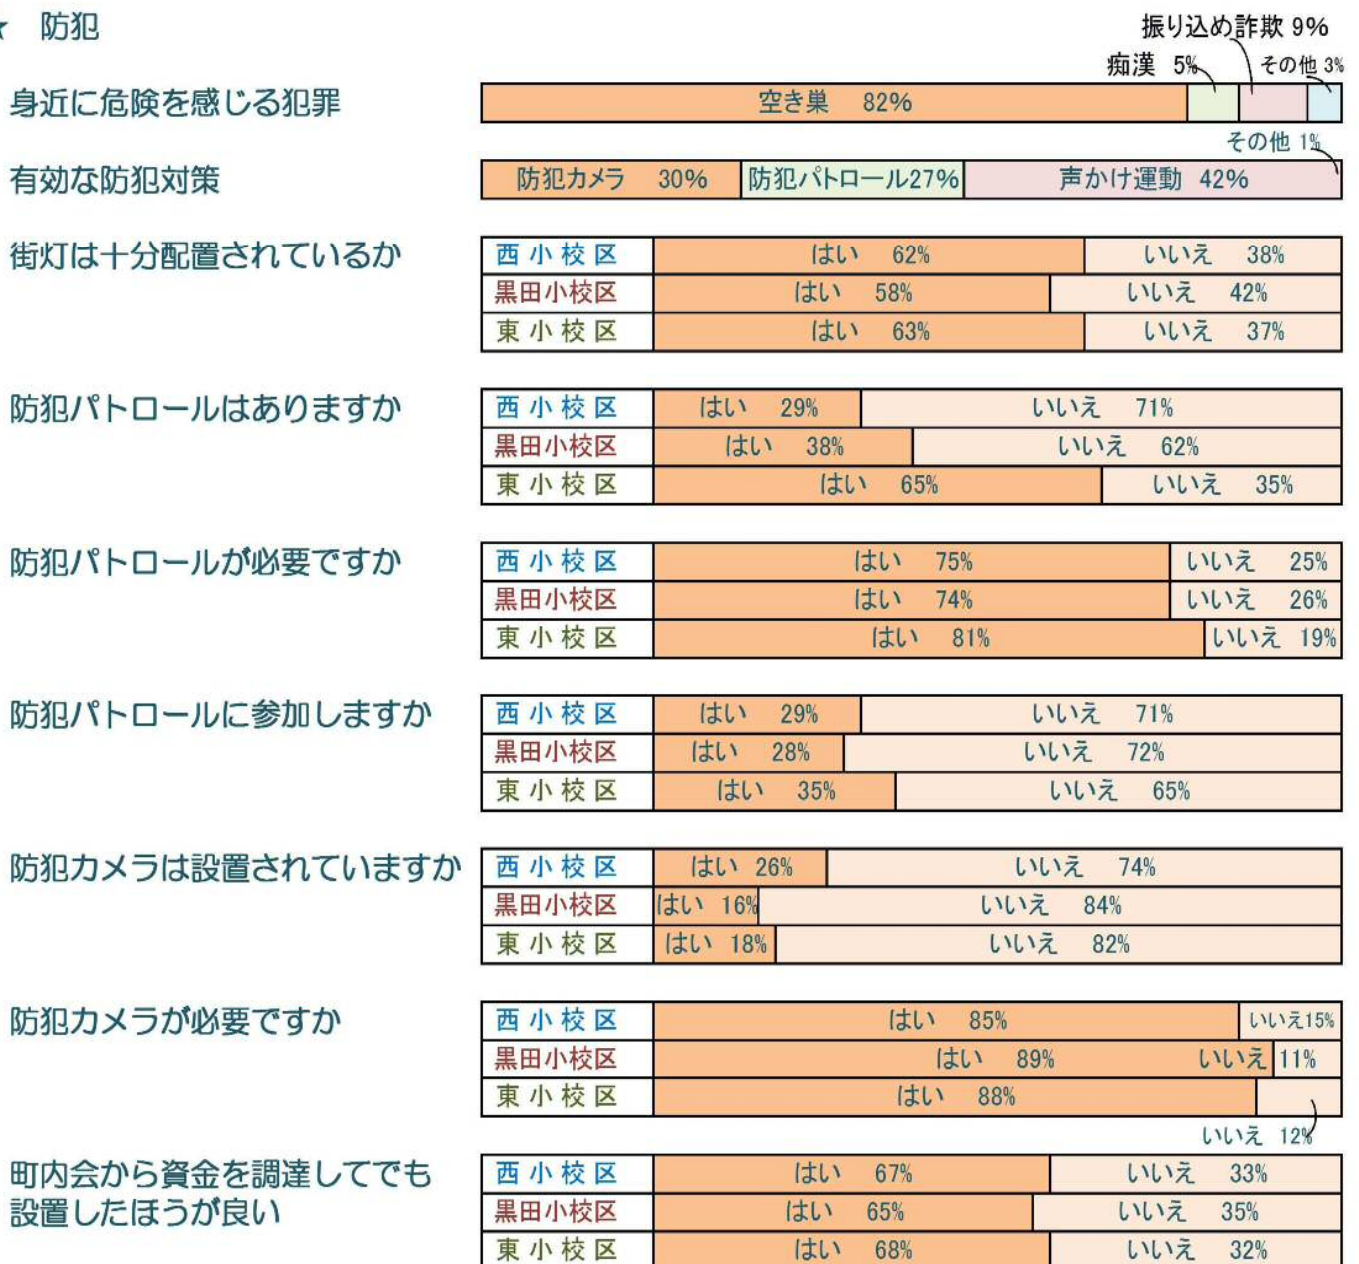 ★ 防犯
振り込め詐欺 9%
痴漢 5% その他 3%
身近に危険を感じる犯罪 空き巣 82%
その他 1%
有効な防犯対策 防犯カメラ 30% 防犯パトロール27% 声かけ運動 42%
街灯は十分配置されているか 西小校区 はい 62% いいえ 38%
黒田小校区 はい 58% いいえ 42%
東小校区 はい 63% いいえ 37%
防犯パトロールはありますか 西小校区 はい 29% いいえ 71%
黒田小校区 はい 38% いいえ 62%
東小校区 はい 65% いいえ 35%
防犯パトロールが必要ですか 西小校区 はい 75% いいえ 25%
黒田小校区 はい 74% いいえ 26%
東小校区 はい 81% いいえ 19%
防犯パトロールに参加しますか 西小校区 はい 29% いいえ 71%
黒田小校区 はい 28% いいえ 72%
東小校区 はい 35% いいえ 65%
防犯カメラは設置されていますか 西小校区 はい 26% いいえ 74%
黒田小校区 はい 16% いいえ 84%
東小校区 はい 18% いいえ 82%
防犯カメラが必要ですか 西小校区 はい 85% いいえ15%
黒田小校区 はい 89% いいえ 11%
東小校区 はい 88%
いいえ 12%
町内会から資金を調達してでも 西小校区 はい 67% いいえ 33%
設置したほうが良い 黒田小校区 はい 65% いいえ 35%
東小校区 はい 68% いいえ 32%